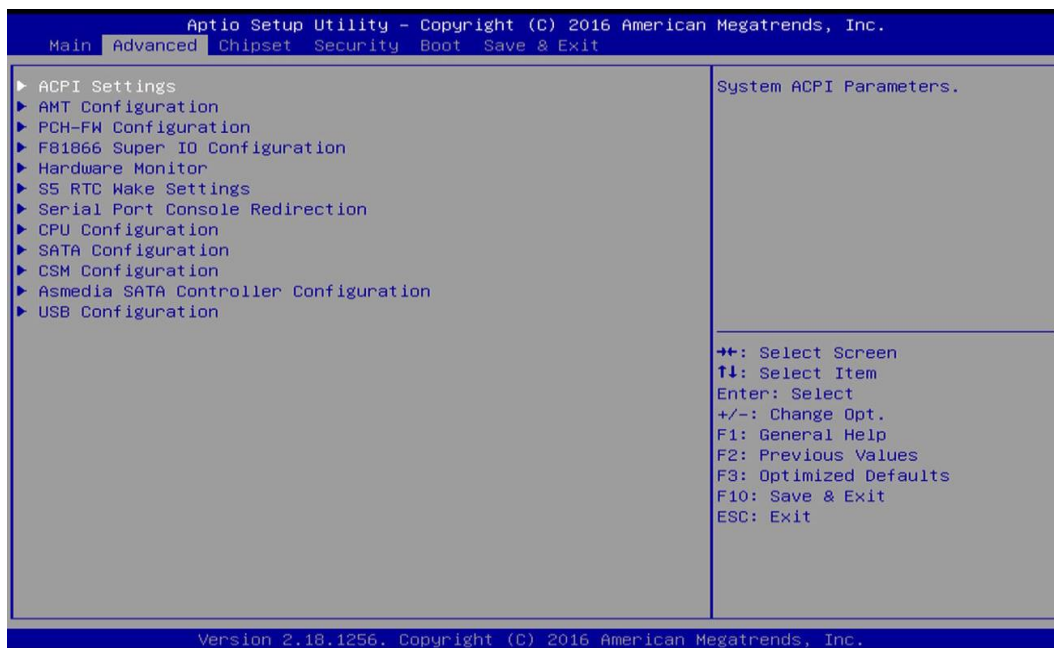 Aptio Setup Utility – Copyright (C) 2016 American Megatrends, Inc.
Main Advanced Chipset Security Boot Save & Exit
► ACPI Settings
► AMT Configuration
► PCH-FW Configuration
► F81866 Super IO Configuration
► Hardware Monitor
► S5 RTC Wake Settings
► Serial Port Console Redirection
► CPU Configuration
► SATA Configuration
► CSM Configuration
► Asmedia SATA Controller Configuration
► USB Configuration
System ACPI Parameters.
→←: Select Screen
↑↓: Select Item
Enter: Select
+/-: Change Opt.
F1: General Help
F2: Previous Values
F3: Optimized Defaults
F10: Save & Exit
ESC: Exit
Version 2.18.1256. Copyright (C) 2016 American Megatrends, Inc.